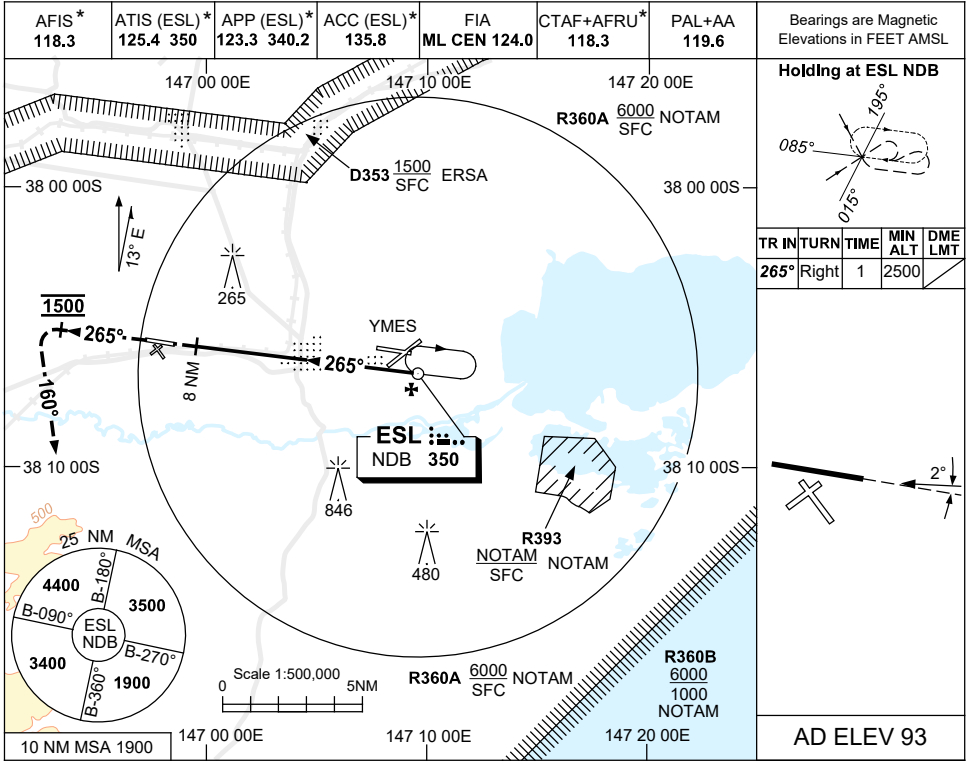 AFIS*
118.3
ATIS (ESL)*
125.4 350
APP (ESL)*
123.3 340.2
ACC (ESL)*
135.8
FIA
ML CEN 124.0
CTAF+AFRU*
118.3
PAL+AA
119.6
Bearings are Magnetic
Elevations in FEET AMSL
147 00 00E
147 10 00E
147 20 00E
Holding at ESL NDB
195°
085°
015°
TR IN
TURN
TIME
MIN
ALT
DME
LMT
265°
Right
1
2500
R360A 6000
SFC
NOTAM
D353 1500
SFC
ERSA
38 00 00S
38 00 00S
13° E
265
1500
265°
8 NM
265°
YMES
160°
ESL
NDB 350
38 10 00S
38 10 00S
2°
846
480
R393
NOTAM
SFC
NOTAM
500
25 NM MSA
4400
B-180°
3500
B-090°
ESL
NDB
B-270°
3400
B-360°
1900
Scale 1:500,000
0
5NM
R360A 6000
SFC
NOTAM
R360B
6000
1000
NOTAM
10 NM MSA 1900
147 00 00E
147 10 00E
147 20 00E
AD ELEV 93